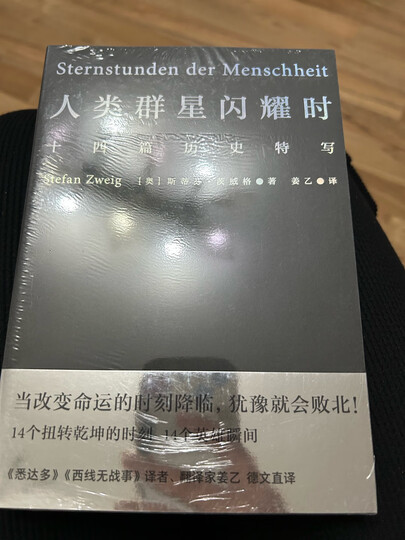 Sternstunden der Menschheit
人类群星闪耀时
十四篇历史特写
Stefan Zweig [奥]斯蒂芬·茨威格●著 姜乙●译
当改变命运的时刻降临，犹豫就会败北！
14个扭转乾坤的时刻 14个英雄瞬间
《悉达多》《西线无战事》译者、翻译家姜乙 德文直译